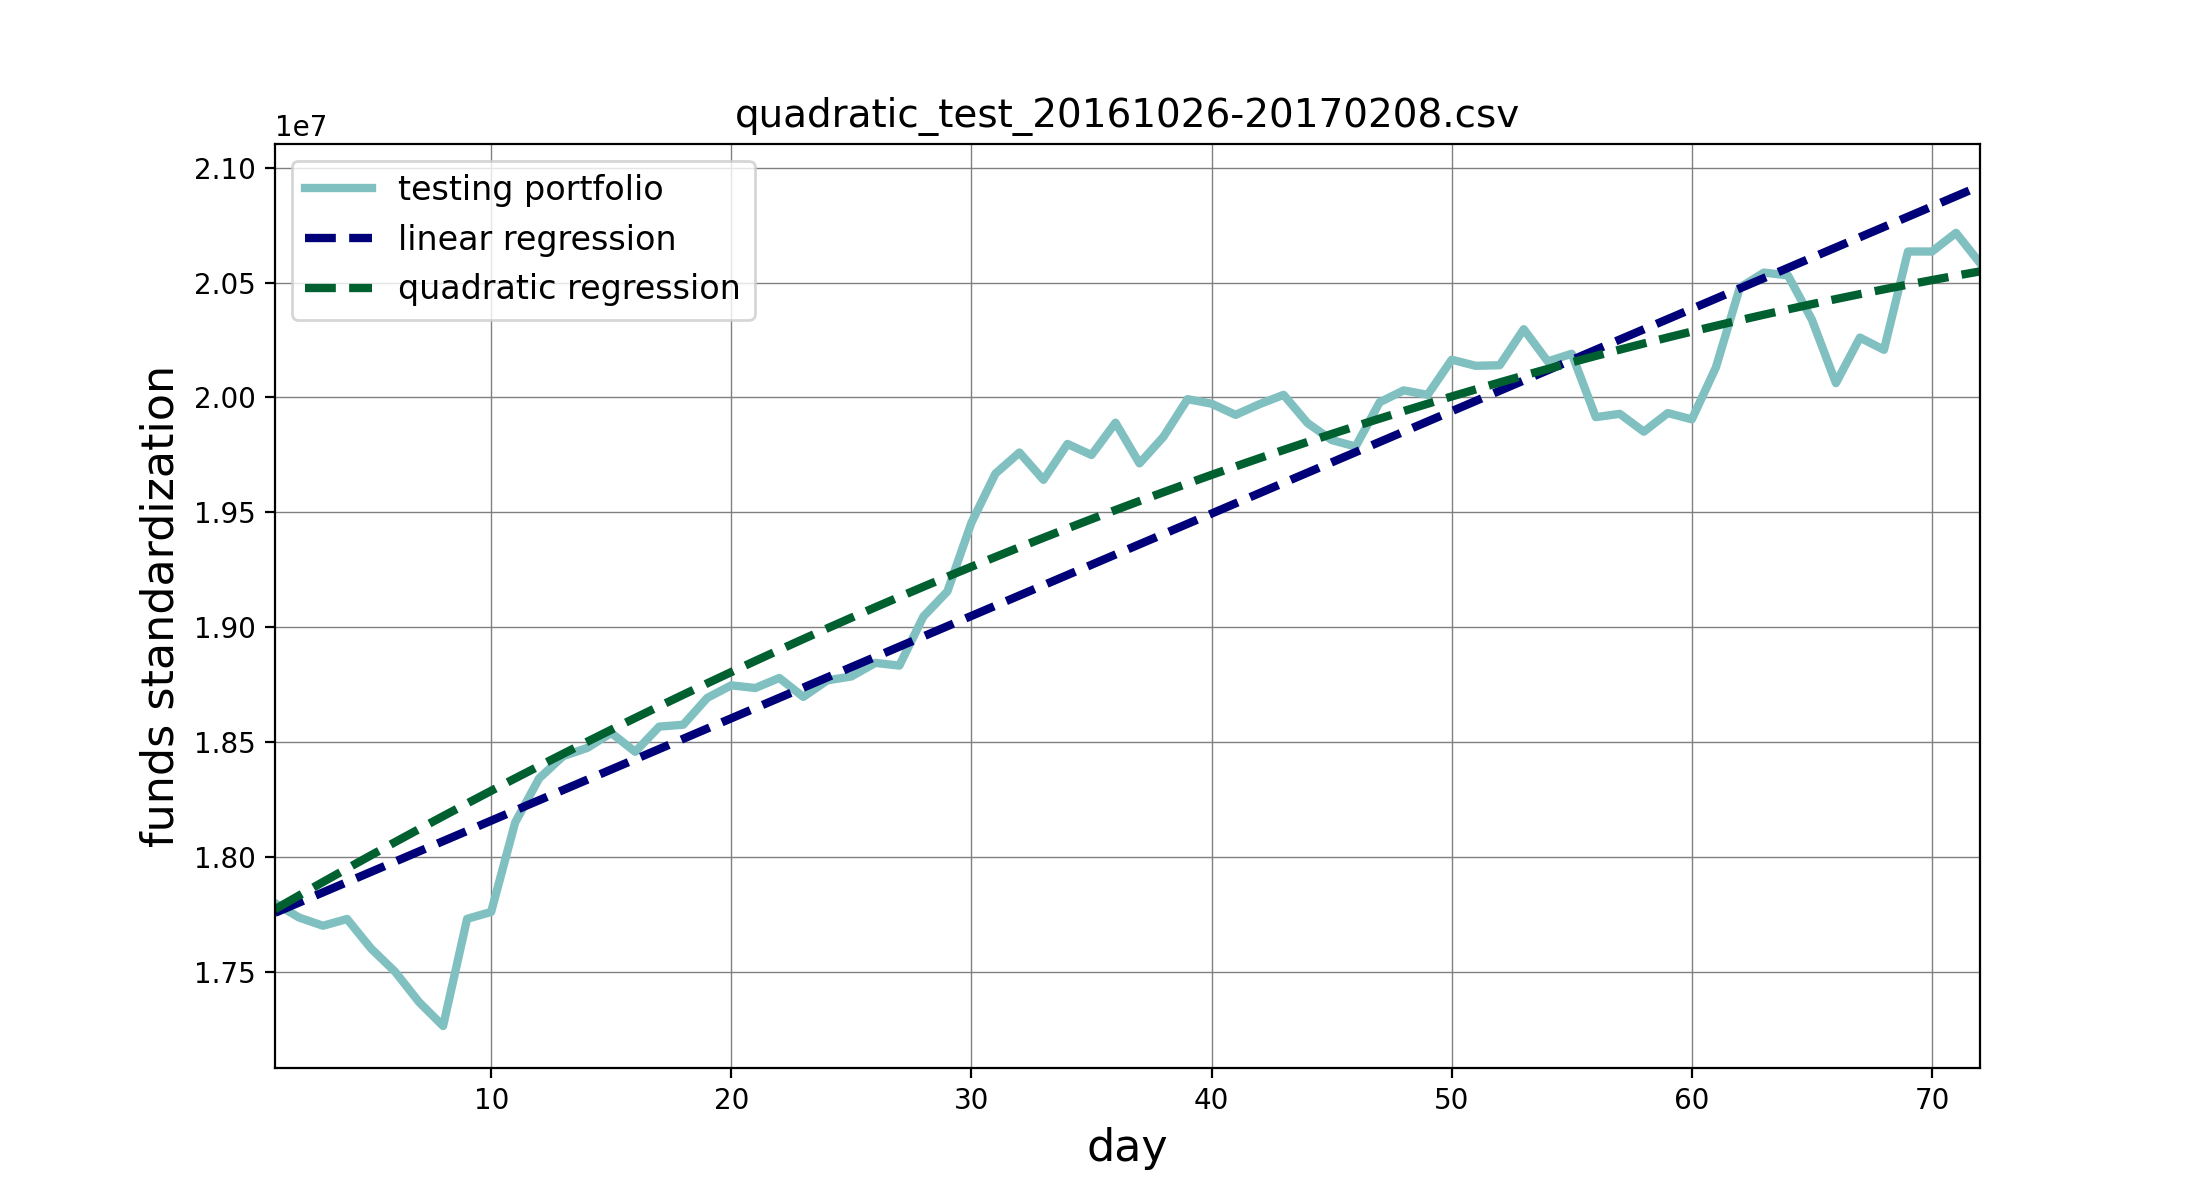 quadratic_test_20161026-20170208.csv
1e7
2.10
2.05
2.00
1.95
1.90
1.85
1.80
1.75
funds standardization
testing portfolio
linear regression
quadratic regression
10 20 30 40 50 60 70
day